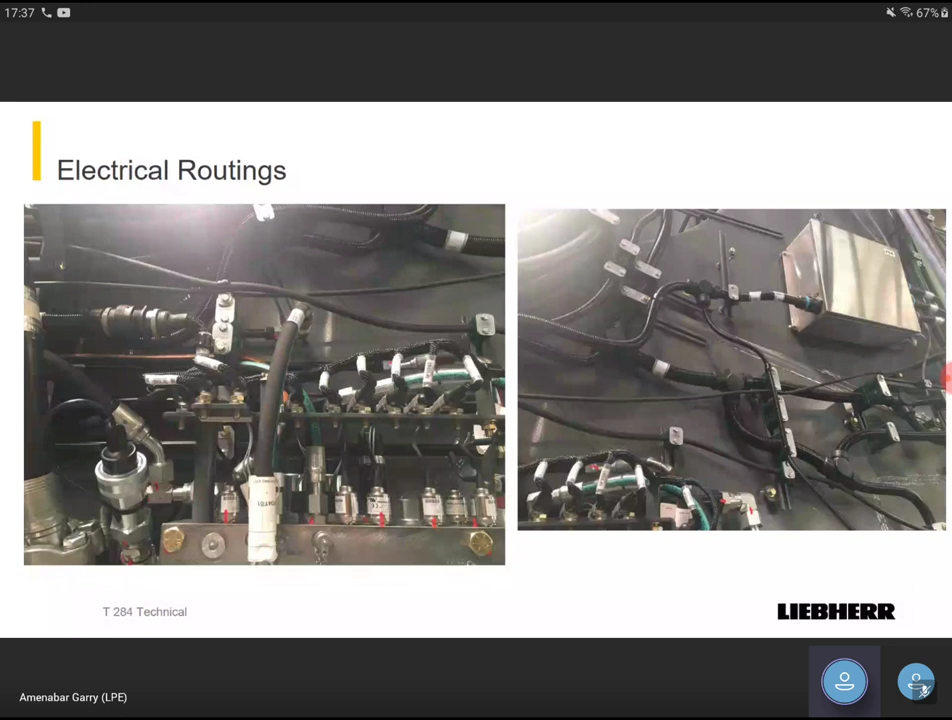 17:37
67%
Electrical Routings
T 284 Technical
LIEBHERR
Amenabar Garry (LPE)